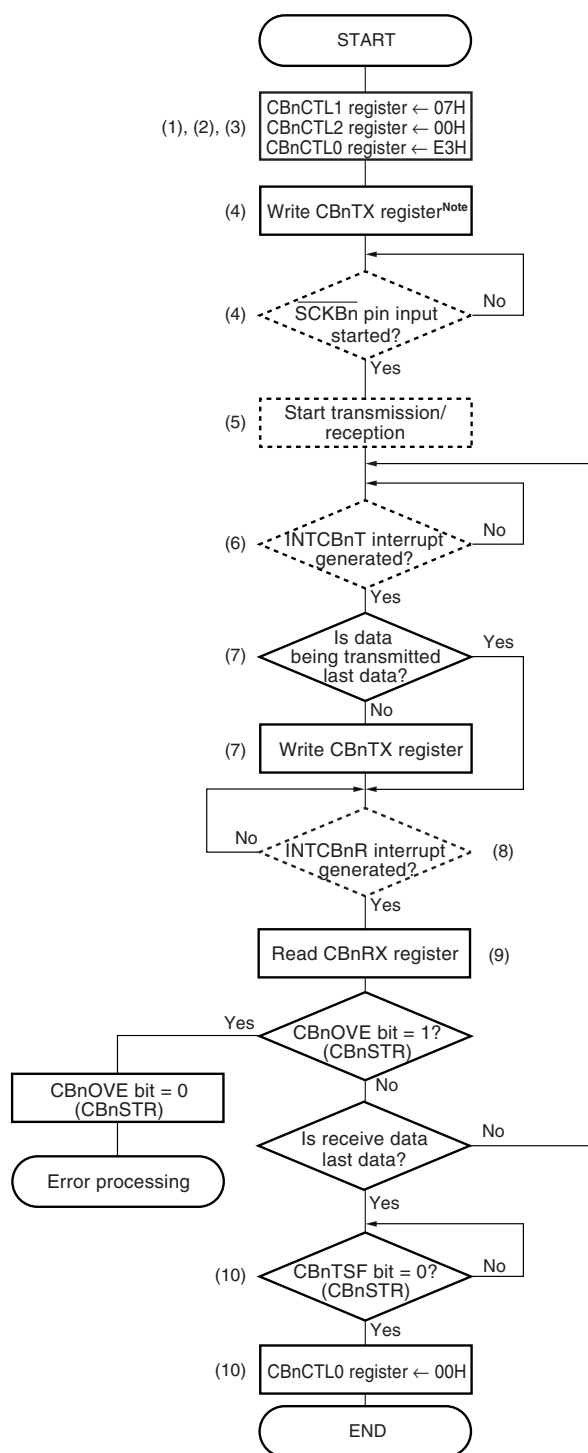 START
(1), (2), (3)
CBnCTL1 register ← 07H
CBnCTL2 register ← 00H
CBnCTL0 register ← E3H
(4)
Write CBnTX register^Note
(4)
S̅C̅K̅B̅n̅ pin input
started?
No
Yes
(5)
Start transmission/
reception
(6)
INTCBnT interrupt
generated?
No
Yes
(7)
Is data
being transmitted
last data?
Yes
No
(7)
Write CBnTX register
No
INTCBnR interrupt
generated?
(8)
Yes
Read CBnRX register
(9)
Yes
CBnOVE bit = 1?
(CBnSTR)
No
CBnOVE bit = 0
(CBnSTR)
Error processing
Is receive data
last data?
No
Yes
(10)
CBnTSF bit = 0?
(CBnSTR)
No
Yes
(10)
CBnCTL0 register ← 00H
END